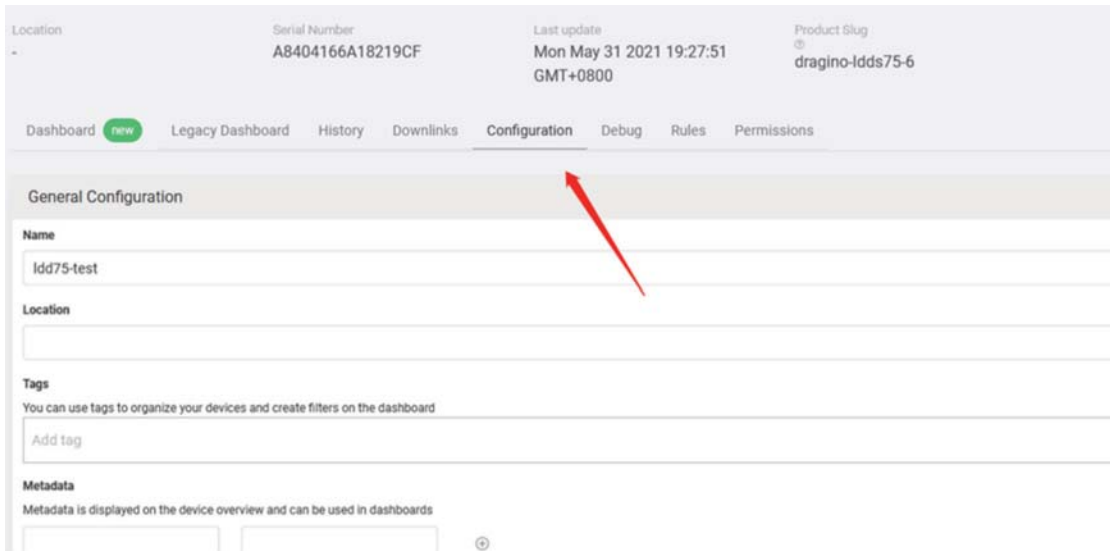 Location Serial Number Last update Product Slug
- A8404166A18219CF Mon May 31 2021 19:27:51
GMT+0800 dragino-ldds75-6
Dashboard new Legacy Dashboard History Downlinks Configuration Debug Rules Permissions
General Configuration
Name
ldd75-test
Location
Tags
You can use tags to organize your devices and create filters on the dashboard
Add tag
Metadata
Metadata is displayed on the device overview and can be used in dashboards